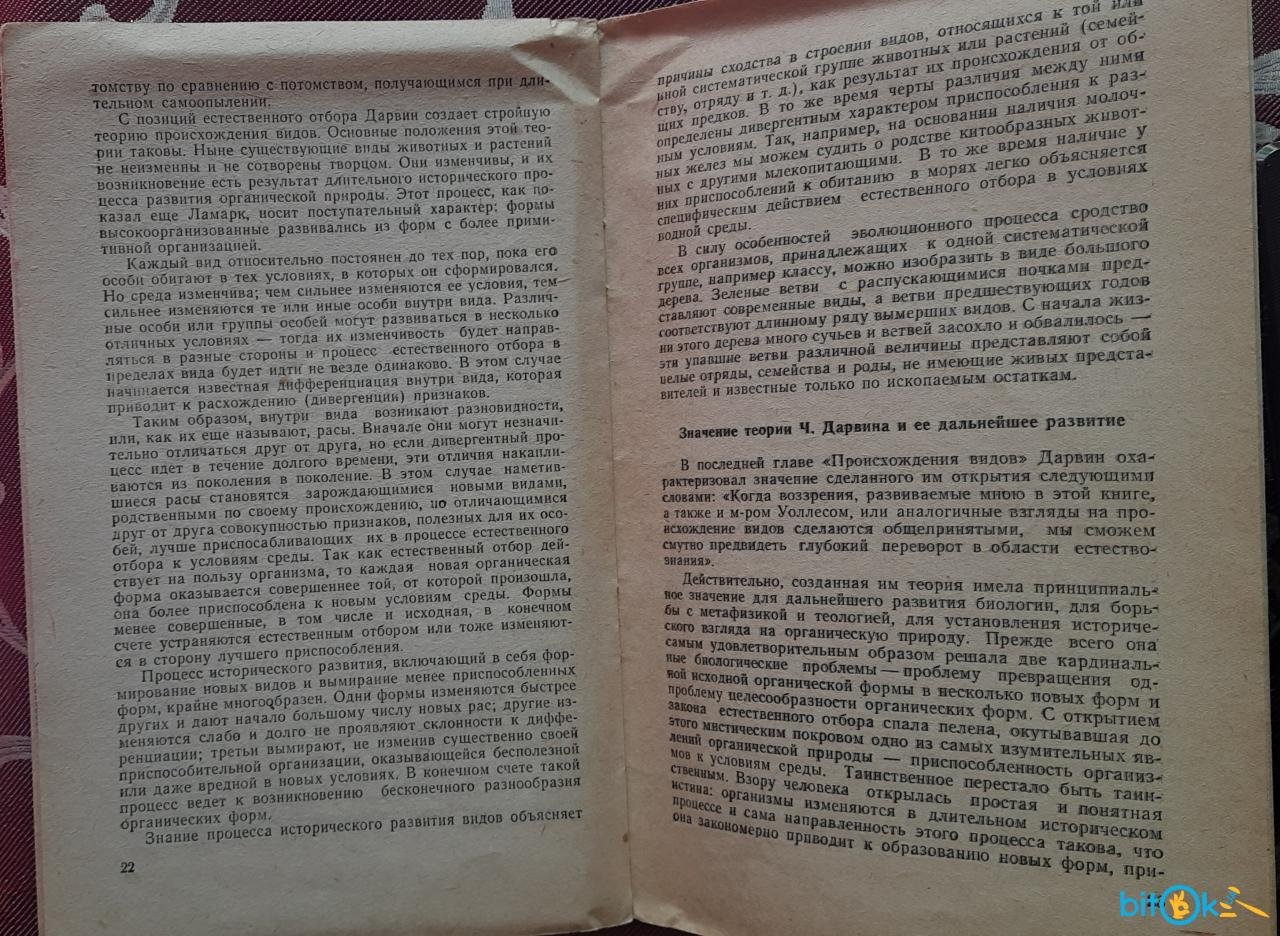 томству по сравнению с потомством, получающимся при дли-
тельном самоопылении.
С позиций естественного отбора Дарвин создает стройную
теорию происхождения видов. Основные положения этой тео-
рии таковы. Ныне существующие виды животных и растений
не неизменны и не сотворены творцом. Они изменчивы, и их
возникновение есть результат длительного исторического про-
цесса развития органической природы. Этот процесс, как по-
казал еще Ламарк, носит поступательный характер: формы
высокоорганизованные развивались из форм с более прими-
тивной организацией.
Каждый вид относительно постоянен до тех пор, пока его
особи обитают в тех условиях, в которых он сформировался.
Но среда изменчива; чем сильнее изменяются ее условия, тем
сильнее изменяются те или иные особи внутри вида. Различ-
ные особи или группы особей могут развиваться в несколько
отличных условиях — тогда их изменчивость будет направ-
ляться в разные стороны и процесс естественного отбора в
пределах вида будет идти не везде одинаково. В этом случае
начинается известная дифференциация внутри вида, которая
приводит к расхождению (дивергенции) признаков.
Таким образом, внутри вида возникают разновидности,
или, как их еще называют, расы. Вначале они могут незначи-
тельно отличаться друг от друга, но если дивергентный про-
цесс идет в течение долгого времени, эти отличия накапли-
ваются из поколения в поколение. В этом случае наметив-
шиеся расы становятся зарождающимися новыми видами,
родственными по своему происхождению, но отличающимися
друг от друга совокупностью признаков, полезных для их осо-
бей, лучше приспосабливающих их в процессе естественного
отбора к условиям среды. Так как естественный отбор дей-
ствует на пользу организма, то каждая новая органическая
форма оказывается совершеннее той, от которой произошла,
она более приспособлена к новым условиям среды. Формы
менее совершенные, в том числе и исходная, в конечном
счете устраняются естественным отбором или тоже изменяют-
ся в сторону лучшего приспособления.
Процесс исторического развития, включающий в себя фор-
мирование новых видов и вымирание менее приспособленных
форм, крайне многообразен. Одни формы изменяются быстрее
других и дают начало большому числу новых рас; другие из-
меняются слабо и долго не проявляют склонности к диффе-
ренциации; третьи вымирают, не изменив существенно своей
приспособительной организации, оказывающейся бесполезной
или даже вредной в новых условиях. В конечном счете такой
процесс ведет к возникновению бесконечного разнообразия
органических форм.
Знание процесса исторического развития видов объясняет
22
причины сходства в строении видов, относящихся к той или
иной систематической группе животных или растений (семей-
ству, отряду и т. д.), как результат их происхождения от об-
щих предков. В то же время черты различия между ними
определены дивергентным характером приспособления к раз-
ным условиям. Так, например, на основании наличия молоч-
ных желез мы можем судить о родстве китообразных живот-
ных с другими млекопитающими. В то же время наличие у
них приспособлений к обитанию в морях легко объясняется
специфическим действием естественного отбора в условиях
водной среды.
В силу особенностей эволюционного процесса сродство
всех организмов, принадлежащих к одной систематической
группе, например классу, можно изобразить в виде большого
дерева. Зеленые ветви с распускающимися почками пред-
ставляют современные виды, а ветви предшествующих годов
соответствуют длинному ряду вымерших видов. С начала жиз-
ни этого дерева много сучьев и ветвей засохло и обвалилось —
эти упавшие ветви различной величины представляют собой
целые отряды, семейства и роды, не имеющие живых предста-
вителей и известные только по ископаемым остаткам.
Значение теории Ч. Дарвина и ее дальнейшее развитие
В последней главе «Происхождения видов» Дарвин оха-
рактеризовал значение сделанного им открытия следующими
словами: «Когда воззрения, развиваемые мною в этой книге,
а также и м-ром Уоллесом, или аналогичные взгляды на про-
исхождение видов сделаются общепринятыми, мы сможем
смутно предвидеть глубокий переворот в области естество-
знания».
Действительно, созданная им теория имела принципиаль-
ное значение для дальнейшего развития биологии, для борь-
бы с метафизикой и теологией, для установления историче-
ского взгляда на органическую природу. Прежде всего она
самым удовлетворительным образом решала две кардиналь-
ные биологические проблемы — проблему превращения од-
ной исходной органической формы в несколько новых форм и
проблему целесообразности органических форм. С открытием
закона естественного отбора спала пелена, окутывавшая до
этого мистическим покровом одно из самых изумительных яв-
лений органической природы — приспособленность организ-
мов к условиям среды. Таинственное перестало быть таин-
ственным. Взору человека открылась простая и понятная
истина: организмы изменяются в длительном историческом
процессе и сама направленность этого процесса такова, что
она закономерно приводит к образованию новых форм, при-
bitok